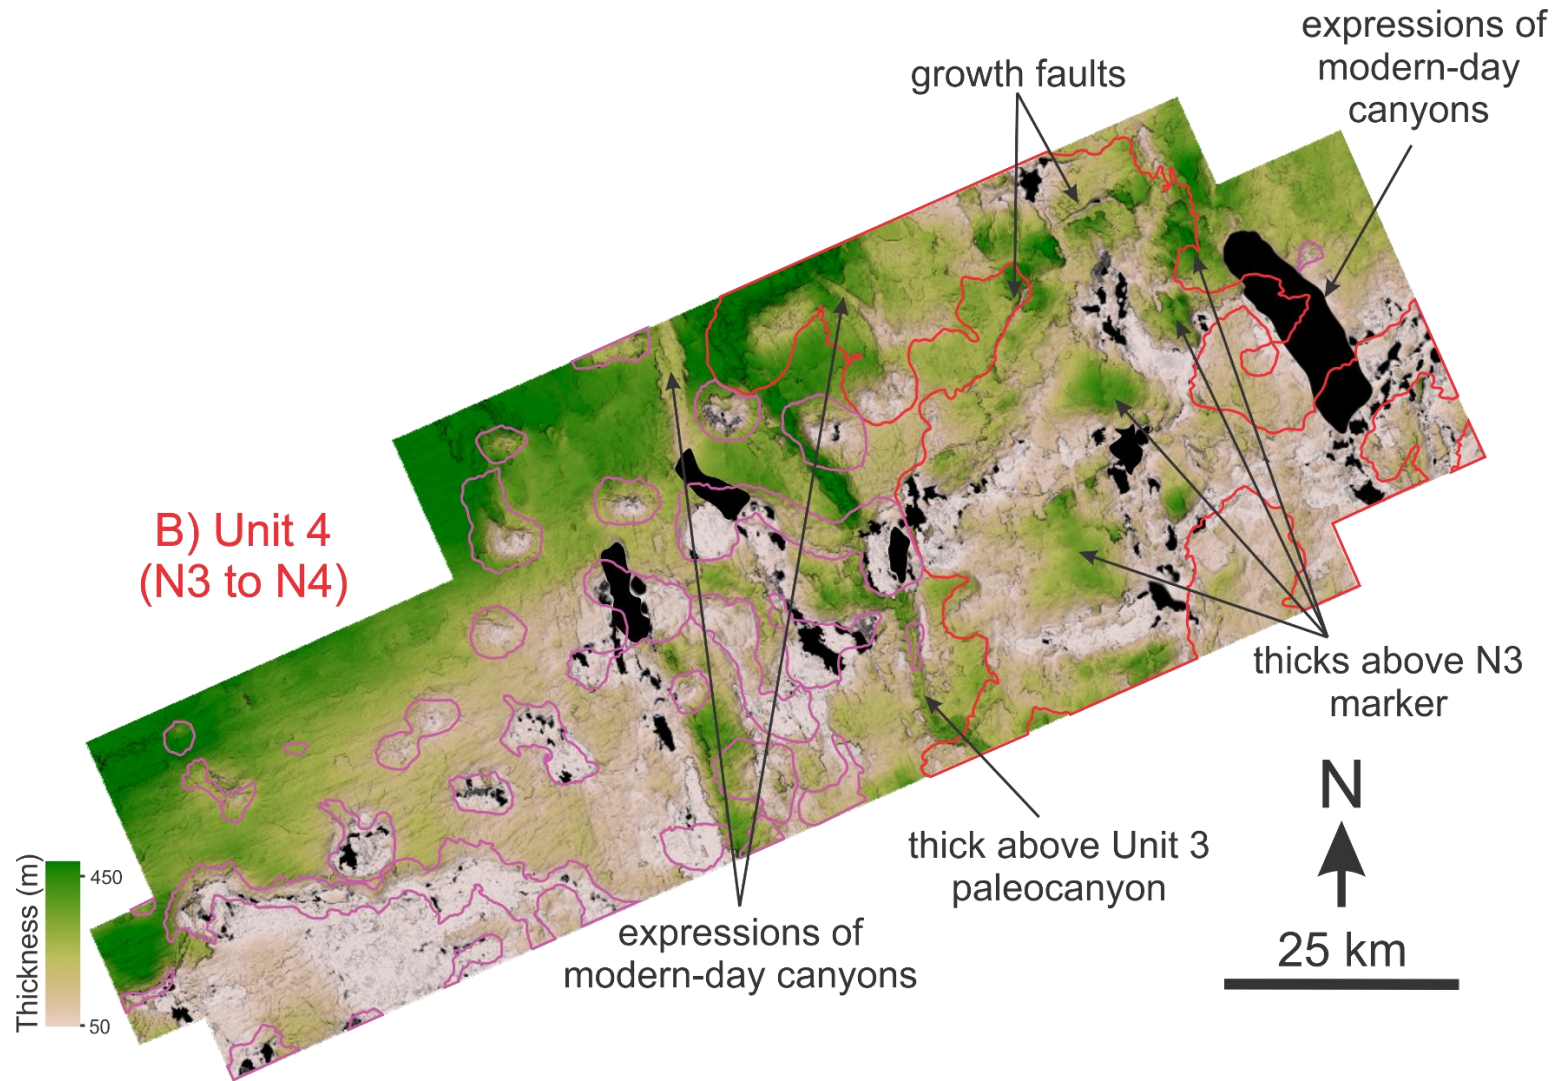 expressions of
modern-day
canyons
growth faults
B) Unit 4
(N3 to N4)
thicks above N3
marker
N
thick above Unit 3
paleocanyon
Thickness (m)
450
50
expressions of
modern-day canyons
25 km